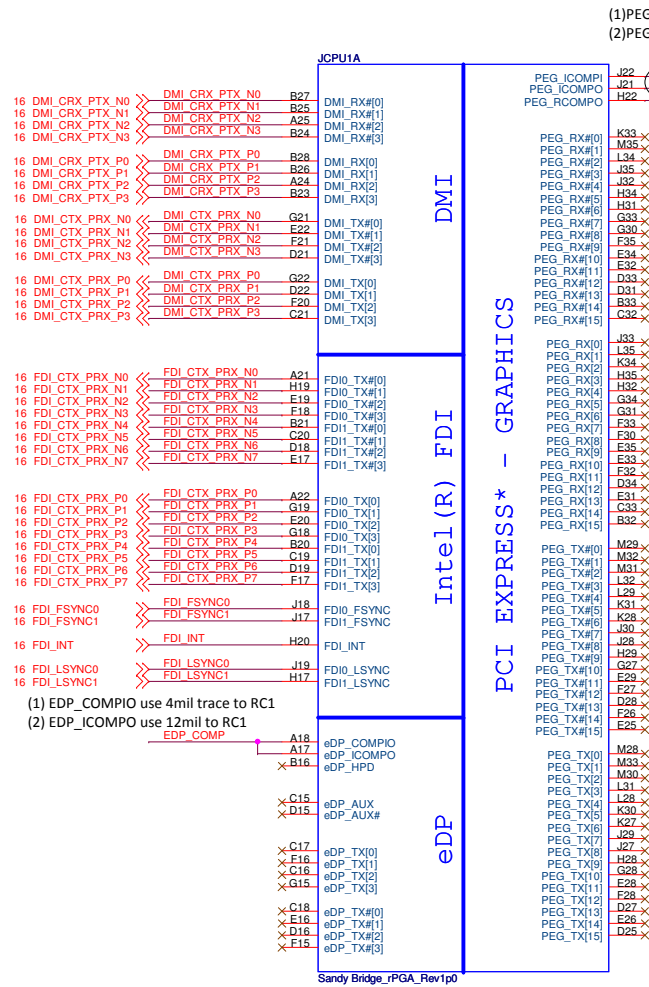 (1)PEG
(2)PEG
JCPU1A
J22 PEG_ICOMPI
J21 PEG_ICOMPO
H22 PEG_RCOMPO
16 DMI_CRX_PTX_N0 DMI_CRX_PTX_N0 B27 DMI_RX#[0]
16 DMI_CRX_PTX_N1 DMI_CRX_PTX_N1 B25 DMI_RX#[1]
16 DMI_CRX_PTX_N2 DMI_CRX_PTX_N2 A25 DMI_RX#[2]
16 DMI_CRX_PTX_N3 DMI_CRX_PTX_N3 B24 DMI_RX#[3]
16 DMI_CRX_PTX_P0 DMI_CRX_PTX_P0 B28 DMI_RX[0]
16 DMI_CRX_PTX_P1 DMI_CRX_PTX_P1 B26 DMI_RX[1]
16 DMI_CRX_PTX_P2 DMI_CRX_PTX_P2 A24 DMI_RX[2]
16 DMI_CRX_PTX_P3 DMI_CRX_PTX_P3 B23 DMI_RX[3]
16 DMI_CTX_PRX_N0 DMI_CTX_PRX_N0 G21 DMI_TX#[0]
16 DMI_CTX_PRX_N1 DMI_CTX_PRX_N1 E22 DMI_TX#[1]
16 DMI_CTX_PRX_N2 DMI_CTX_PRX_N2 F21 DMI_TX#[2]
16 DMI_CTX_PRX_N3 DMI_CTX_PRX_N3 D21 DMI_TX#[3]
16 DMI_CTX_PRX_P0 DMI_CTX_PRX_P0 G22 DMI_TX[0]
16 DMI_CTX_PRX_P1 DMI_CTX_PRX_P1 D22 DMI_TX[1]
16 DMI_CTX_PRX_P2 DMI_CTX_PRX_P2 F20 DMI_TX[2]
16 DMI_CTX_PRX_P3 DMI_CTX_PRX_P3 C21 DMI_TX[3]
DMI
16 FDI_CTX_PRX_N0 FDI_CTX_PRX_N0 A21 FDI0_TX#[0]
16 FDI_CTX_PRX_N1 FDI_CTX_PRX_N1 H19 FDI0_TX#[1]
16 FDI_CTX_PRX_N2 FDI_CTX_PRX_N2 E19 FDI0_TX#[2]
16 FDI_CTX_PRX_N3 FDI_CTX_PRX_N3 F18 FDI0_TX#[3]
16 FDI_CTX_PRX_N4 FDI_CTX_PRX_N4 B21 FDI1_TX#[0]
16 FDI_CTX_PRX_N5 FDI_CTX_PRX_N5 C20 FDI1_TX#[1]
16 FDI_CTX_PRX_N6 FDI_CTX_PRX_N6 D18 FDI1_TX#[2]
16 FDI_CTX_PRX_N7 FDI_CTX_PRX_N7 E17 FDI1_TX#[3]
16 FDI_CTX_PRX_P0 FDI_CTX_PRX_P0 A22 FDI0_TX[0]
16 FDI_CTX_PRX_P1 FDI_CTX_PRX_P1 G19 FDI0_TX[1]
16 FDI_CTX_PRX_P2 FDI_CTX_PRX_P2 E20 FDI0_TX[2]
16 FDI_CTX_PRX_P3 FDI_CTX_PRX_P3 G18 FDI0_TX[3]
16 FDI_CTX_PRX_P4 FDI_CTX_PRX_P4 B20 FDI1_TX[0]
16 FDI_CTX_PRX_P5 FDI_CTX_PRX_P5 C19 FDI1_TX[1]
16 FDI_CTX_PRX_P6 FDI_CTX_PRX_P6 D19 FDI1_TX[2]
16 FDI_CTX_PRX_P7 FDI_CTX_PRX_P7 F17 FDI1_TX[3]
16 FDI_FSYNC0 FDI_FSYNC0 J18 FDI0_FSYNC
16 FDI_FSYNC1 FDI_FSYNC1 J17 FDI1_FSYNC
16 FDI_INT FDI_INT H20 FDI_INT
16 FDI_LSYNC0 FDI_LSYNC0 J19 FDI0_LSYNC
16 FDI_LSYNC1 FDI_LSYNC1 H17 FDI1_LSYNC
Intel(R) FDI
(1) EDP_COMPIO use 4mil trace to RC1
(2) EDP_ICOMPO use 12mil to RC1
EDP_COMP A18 eDP_COMPIO
A17 eDP_ICOMPO
B16 eDP_HPD
C15 eDP_AUX
D15 eDP_AUX#
C17 eDP_TX[0]
F16 eDP_TX[1]
C16 eDP_TX[2]
G15 eDP_TX[3]
C18 eDP_TX#[0]
E16 eDP_TX#[1]
D16 eDP_TX#[2]
F15 eDP_TX#[3]
eDP
PCI EXPRESS* - GRAPHICS
PEG_RX#[0] K33
PEG_RX#[1] M35
PEG_RX#[2] L34
PEG_RX#[3] J35
PEG_RX#[4] J32
PEG_RX#[5] H34
PEG_RX#[6] H31
PEG_RX#[7] G33
PEG_RX#[8] G30
PEG_RX#[9] F35
PEG_RX#[10] E34
PEG_RX#[11] E32
PEG_RX#[12] D33
PEG_RX#[13] D31
PEG_RX#[14] B33
PEG_RX#[15] C32
PEG_RX[0] J33
PEG_RX[1] L35
PEG_RX[2] K34
PEG_RX[3] H35
PEG_RX[4] H32
PEG_RX[5] G34
PEG_RX[6] G31
PEG_RX[7] F33
PEG_RX[8] F30
PEG_RX[9] E35
PEG_RX[10] E33
PEG_RX[11] F32
PEG_RX[12] D34
PEG_RX[13] E31
PEG_RX[14] C33
PEG_RX[15] B32
PEG_TX#[0] M29
PEG_TX#[1] M32
PEG_TX#[2] M31
PEG_TX#[3] L32
PEG_TX#[4] L29
PEG_TX#[5] K31
PEG_TX#[6] K28
PEG_TX#[7] J30
PEG_TX#[8] J28
PEG_TX#[9] H29
PEG_TX#[10] G27
PEG_TX#[11] E29
PEG_TX#[12] F27
PEG_TX#[13] D28
PEG_TX#[14] F26
PEG_TX#[15] E25
PEG_TX[0] M28
PEG_TX[1] M33
PEG_TX[2] M30
PEG_TX[3] L31
PEG_TX[4] L28
PEG_TX[5] K30
PEG_TX[6] K27
PEG_TX[7] J29
PEG_TX[8] J27
PEG_TX[9] H28
PEG_TX[10] G28
PEG_TX[11] E28
PEG_TX[12] F28
PEG_TX[13] D27
PEG_TX[14] E26
PEG_TX[15] D25
Sandy Bridge_rPGA_Rev1p0